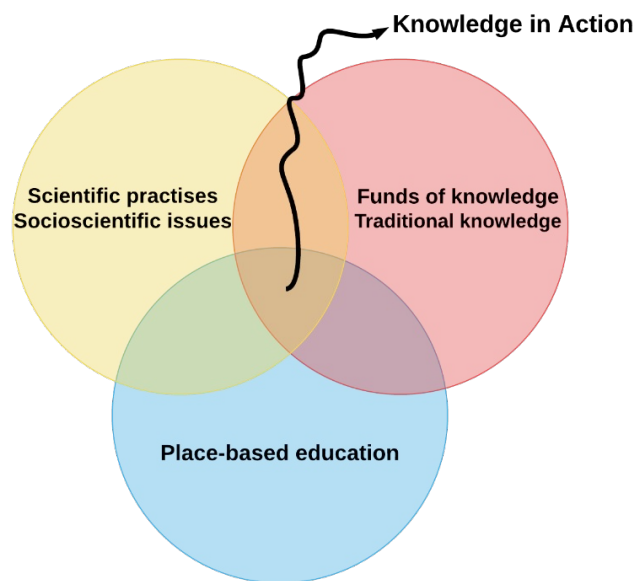 Knowledge in Action
Scientific practises
Socioscientific issues
Funds of knowledge
Traditional knowledge
Place-based education